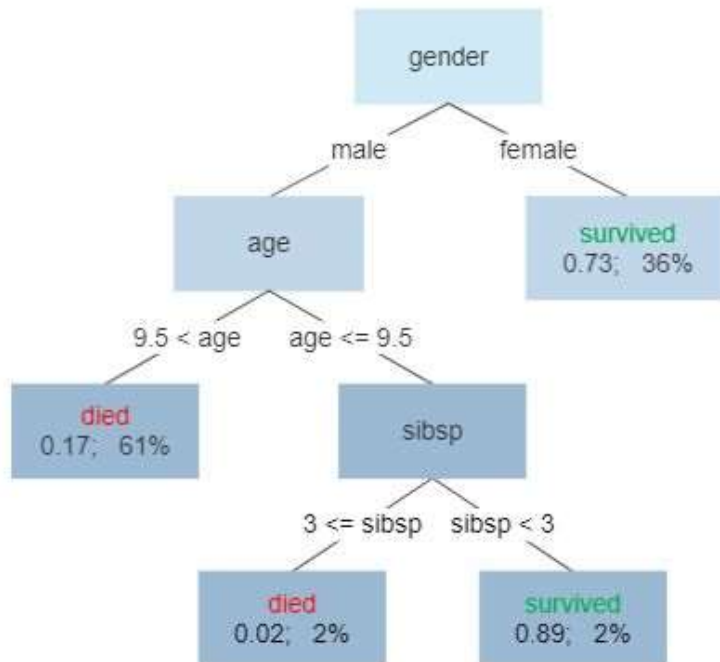 gender
male female
age
survived
0.73; 36%
9.5 < age age <= 9.5
died
0.17; 61%
sibsp
3 <= sibsp sibsp < 3
died
0.02; 2%
survived
0.89; 2%